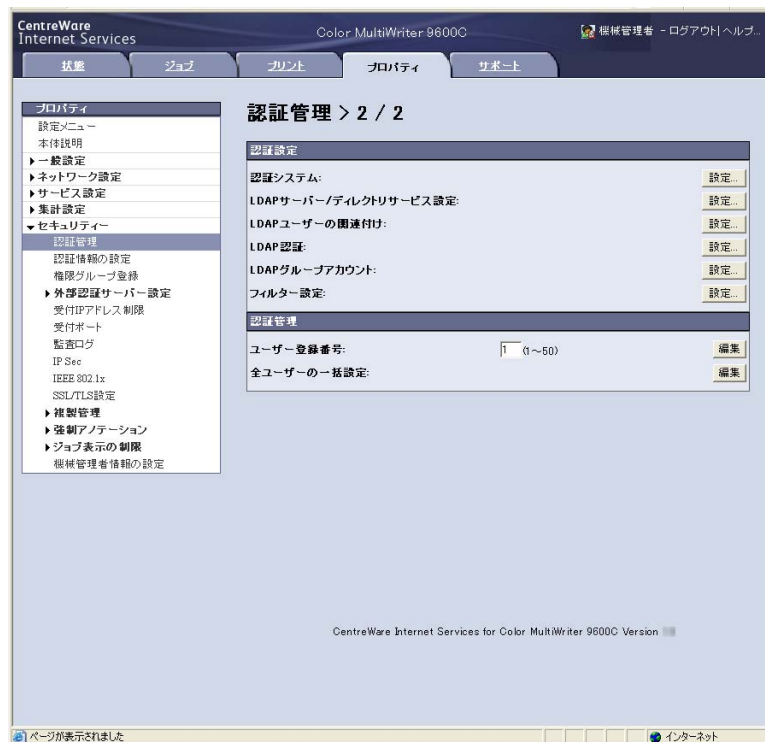 CentreWare
Internet Services
Color MultiWriter 9600C
機械管理者 - ログアウト|ヘルプ...
状態
ジョブ
プリント
プロパティ
サポート
プロパティ
設定メニュー
本体説明
一般設定
ネットワーク設定
サービス設定
集計設定
セキュリティー
認証管理
認証情報の設定
権限グループ登録
外部認証サーバー設定
受付IPアドレス制限
受付ポート
監査ログ
IP Sec
IEEE 802.1x
SSL/TLS設定
複製管理
強制アノテーション
ジョブ表示の制限
機械管理者情報の設定
認証管理 > 2 / 2
認証設定
認証システム: 設定...
LDAPサーバー/ディレクトリサービス設定: 設定...
LDAPユーザーの関連付け: 設定...
LDAP認証: 設定...
LDAPグループアカウント: 設定...
フィルター設定: 設定...
認証管理
ユーザー登録番号: 1 (1～50) 編集
全ユーザーの一括設定: 編集
CentreWare Internet Services for Color MultiWriter 9600C Version
ページが表示されました
インターネット